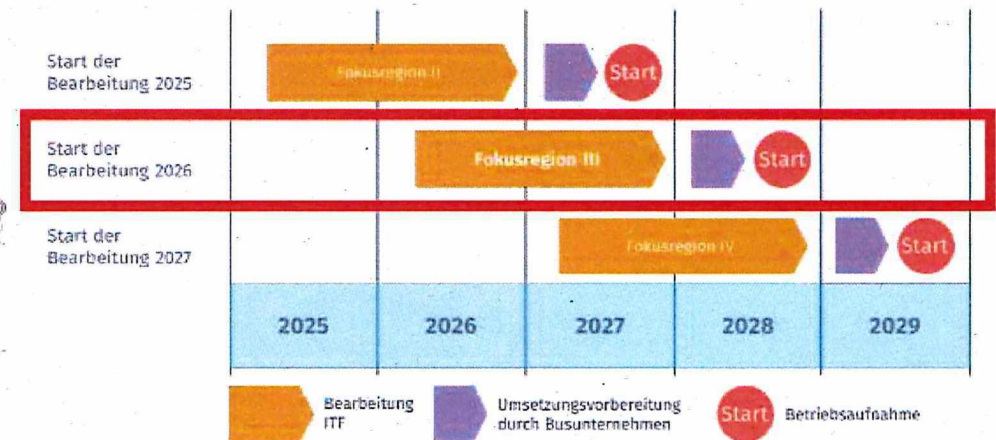 Start der
Bearbeitung 2025
Fokusregion II
Start
Start der
Bearbeitung 2026
Fokusregion III
Start
Start der
Bearbeitung 2027
Fokusregion IV
Start
2025
2026
2027
2028
2029
Bearbeitung
ITF
Umsetzungsvorbereitung
durch Busunternehmen
Start
Betriebsaufnahme